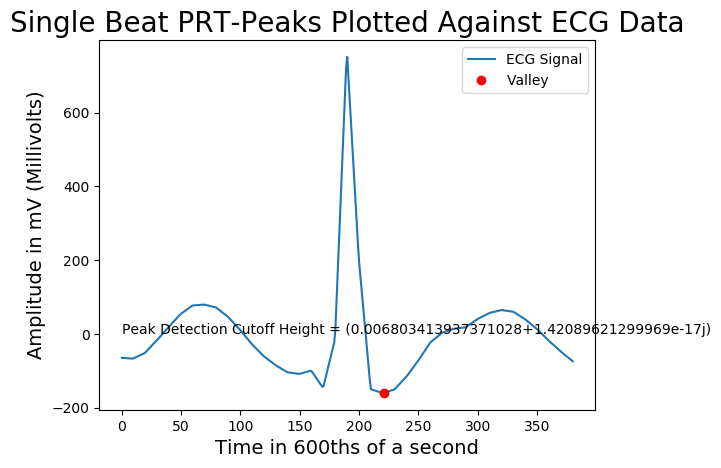 Single Beat PRT-Peaks Plotted Against ECG Data
ECG Signal
Valley
Amplitude in mV (Millivolts)
600
400
200
0
−200
Peak Detection Cutoff Height = (0.006803413937371028+1.42089621299969e-17j)
0 50 100 150 200 250 300 350
Time in 600ths of a second